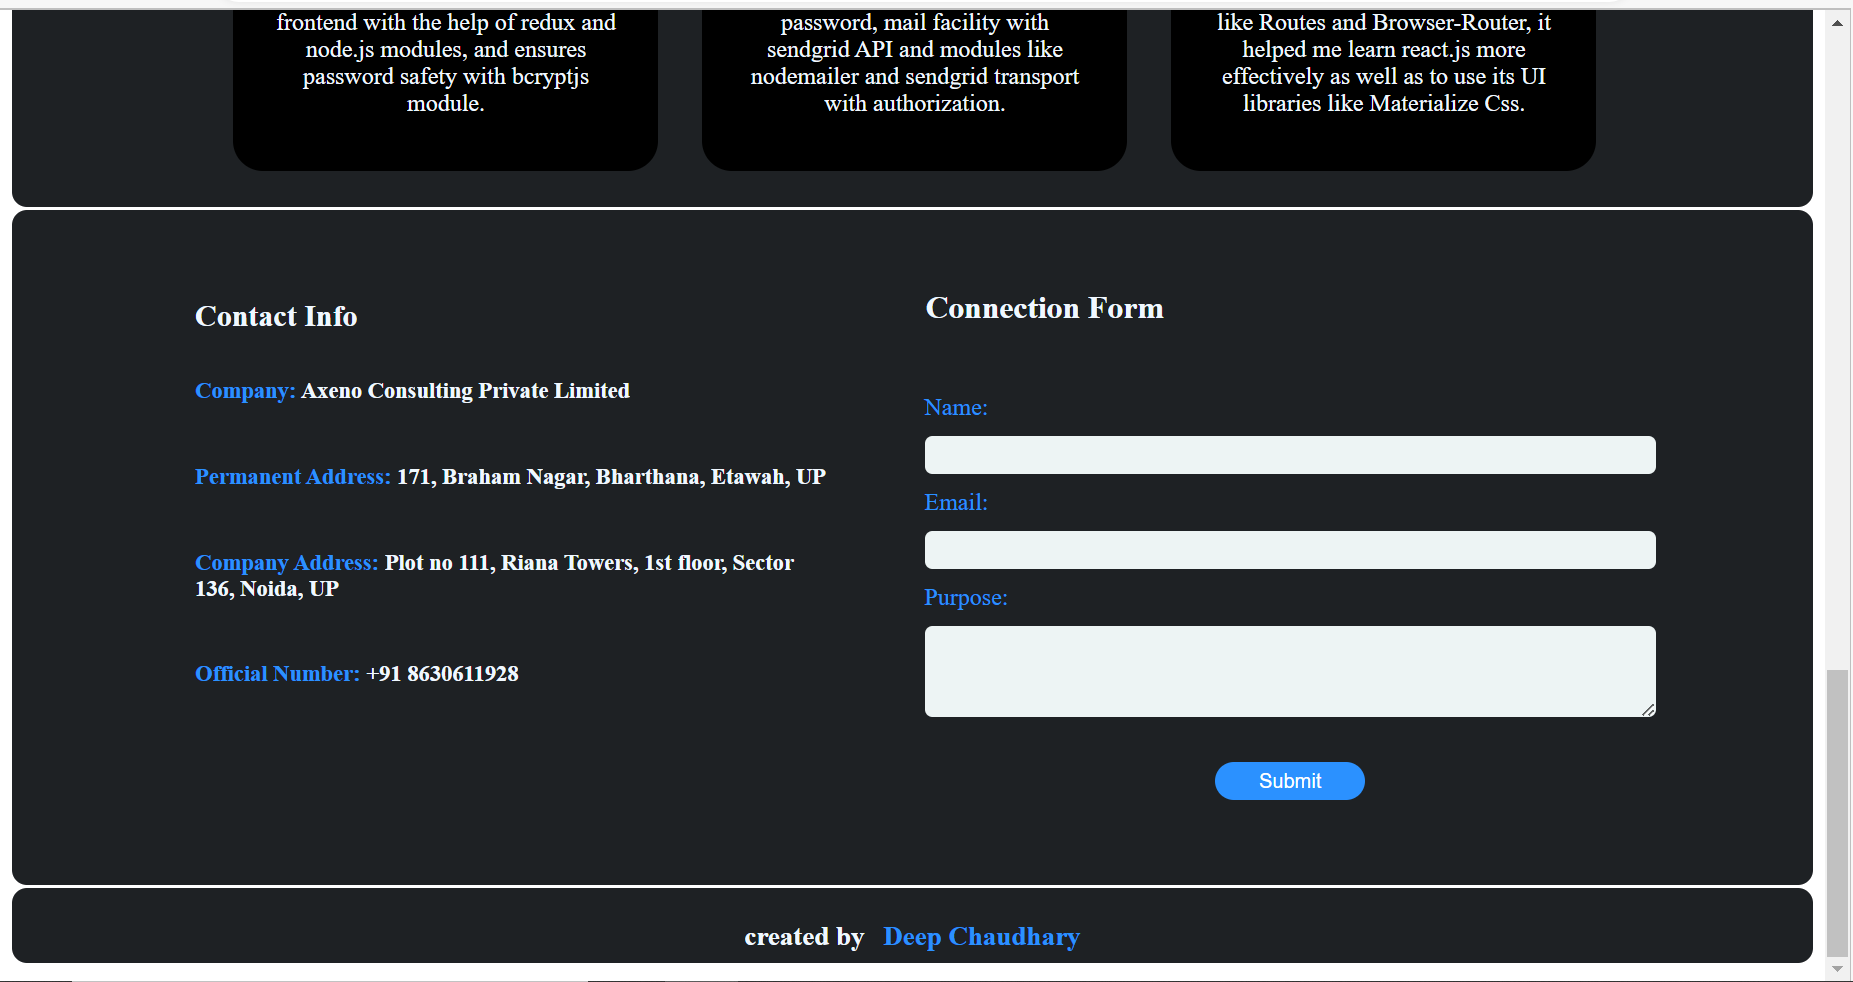 frontend with the help of redux and
node.js modules, and ensures
password safety with bcryptjs
module.
password, mail facility with
sendgrid API and modules like
nodemailer and sendgrid transport
with authorization.
like Routes and Browser-Router, it
helped me learn react.js more
effectively as well as to use its UI
libraries like Materialize Css.
Contact Info
Company: Axeno Consulting Private Limited
Permanent Address: 171, Braham Nagar, Bharthana, Etawah, UP
Company Address: Plot no 111, Riana Towers, 1st floor, Sector
136, Noida, UP
Official Number: +91 8630611928
Connection Form
Name:
Email:
Purpose:
Submit
created by Deep Chaudhary